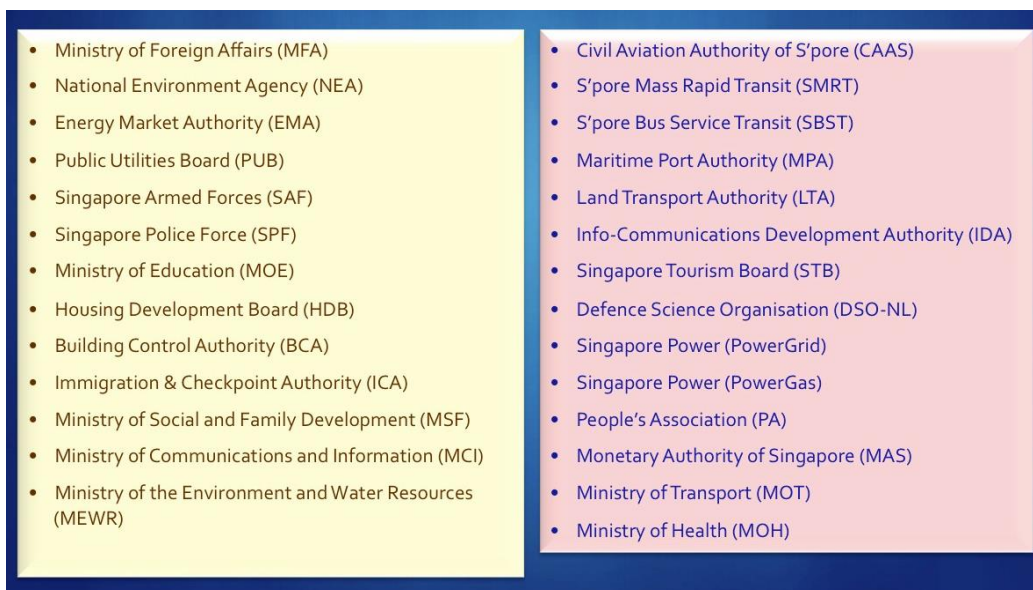 • Ministry of Foreign Affairs (MFA)
• National Environment Agency (NEA)
• Energy Market Authority (EMA)
• Public Utilities Board (PUB)
• Singapore Armed Forces (SAF)
• Singapore Police Force (SPF)
• Ministry of Education (MOE)
• Housing Development Board (HDB)
• Building Control Authority (BCA)
• Immigration & Checkpoint Authority (ICA)
• Ministry of Social and Family Development (MSF)
• Ministry of Communications and Information (MCI)
• Ministry of the Environment and Water Resources
(MEWR)
• Civil Aviation Authority of S’pore (CAAS)
• S’pore Mass Rapid Transit (SMRT)
• S’pore Bus Service Transit (SBST)
• Maritime Port Authority (MPA)
• Land Transport Authority (LTA)
• Info-Communications Development Authority (IDA)
• Singapore Tourism Board (STB)
• Defence Science Organisation (DSO-NL)
• Singapore Power (PowerGrid)
• Singapore Power (PowerGas)
• People’s Association (PA)
• Monetary Authority of Singapore (MAS)
• Ministry of Transport (MOT)
• Ministry of Health (MOH)